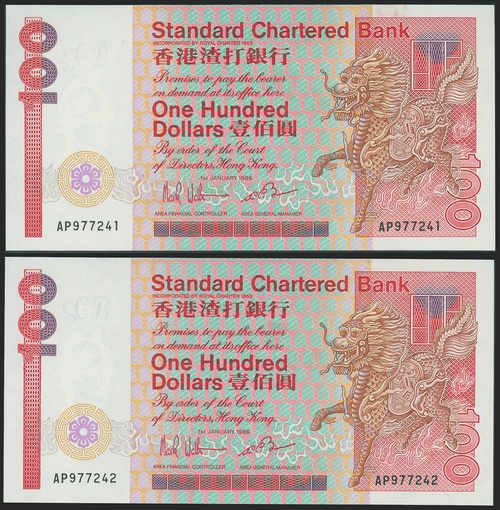 100
Standard Chartered Bank
INCORPORATED BY ROYAL CHARTER 1853
香港渣打銀行
Promises to pay the bearer
on demand at its office here
One Hundred
Dollars 壹佰圓
By order of the Court
of Directors, Hong Kong.
1st JANUARY, 1986
AREA FINANCIAL CONTROLLER AREA GENERAL MANAGER
AP977241 AP977241
100
100
Standard Chartered Bank
INCORPORATED BY ROYAL CHARTER 1853
香港渣打銀行
Promises to pay the bearer
on demand at its office here
One Hundred
Dollars 壹佰圓
By order of the Court
of Directors, Hong Kong.
1st JANUARY, 1986
AREA FINANCIAL CONTROLLER AREA GENERAL MANAGER
AP977242 AP977242
100